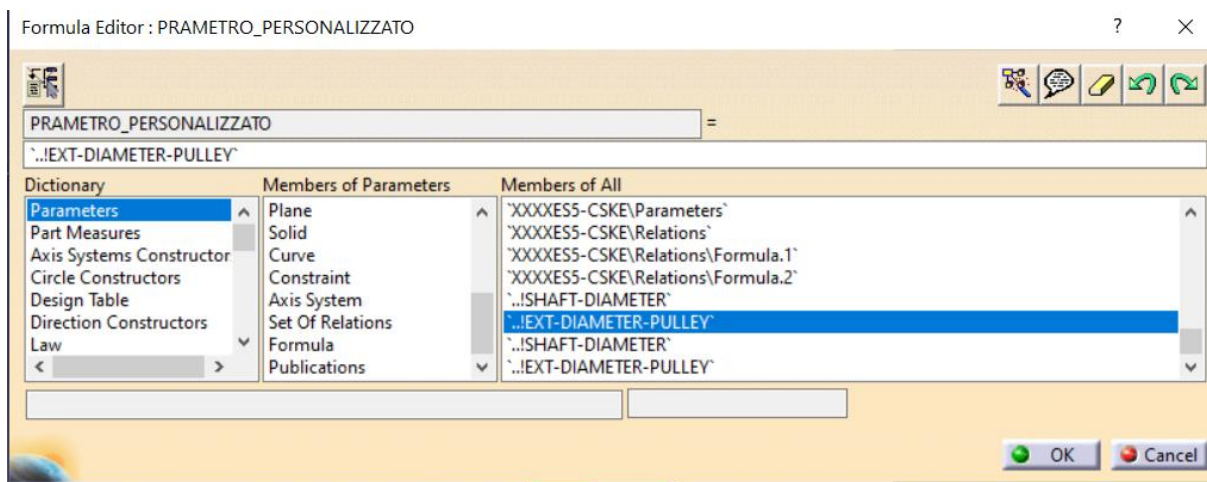 Formula Editor : PRAMETRO_PERSONALIZZATO ?
PRAMETRO_PERSONALIZZATO =
`..!EXT-DIAMETER-PULLEY`
Dictionary Members of Parameters Members of All
Parameters Plane `XXXXES5-CSKE\Parameters`
Part Measures Solid `XXXXES5-CSKE\Relations`
Axis Systems Constructor Curve `XXXXES5-CSKE\Relations\Formula.1`
Circle Constructors Constraint `XXXXES5-CSKE\Relations\Formula.2`
Design Table Axis System `..!SHAFT-DIAMETER`
Direction Constructors Set Of Relations `..!EXT-DIAMETER-PULLEY`
Law Formula `..!SHAFT-DIAMETER`
Publications `..!EXT-DIAMETER-PULLEY`
OK Cancel